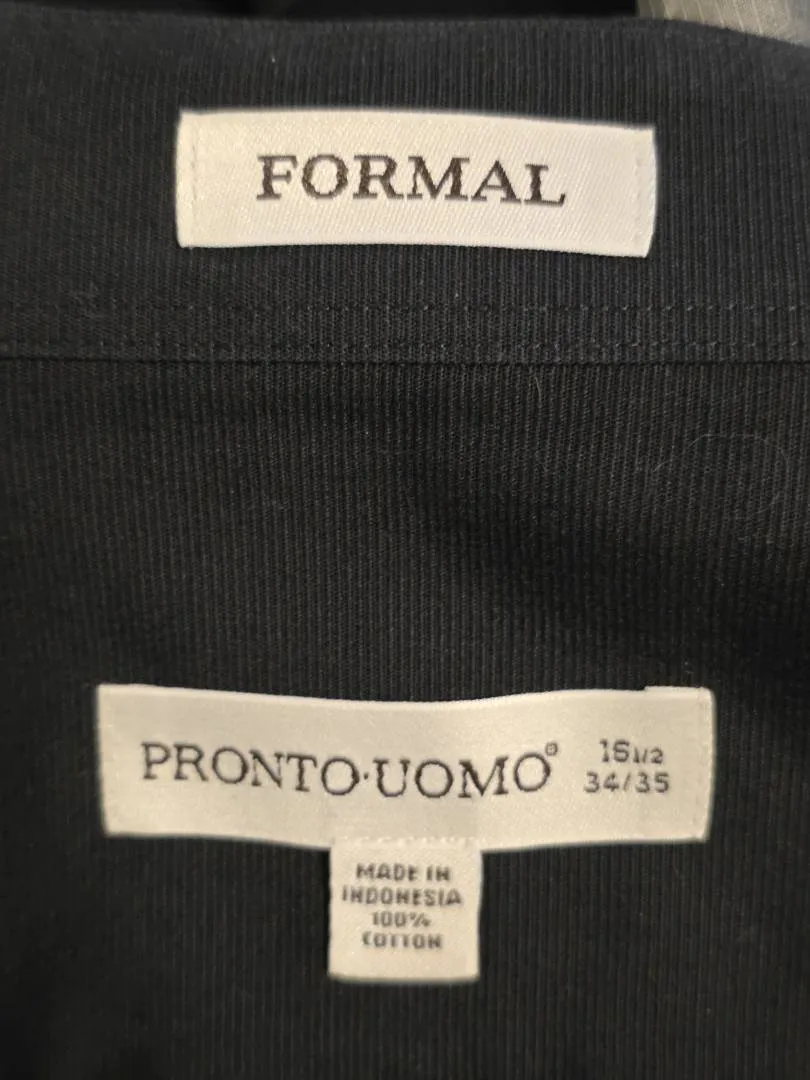 FORMAL
PRONTO·UOMO® 16 1/2
34/35
MADE IN
INDONESIA
100%
COTTON